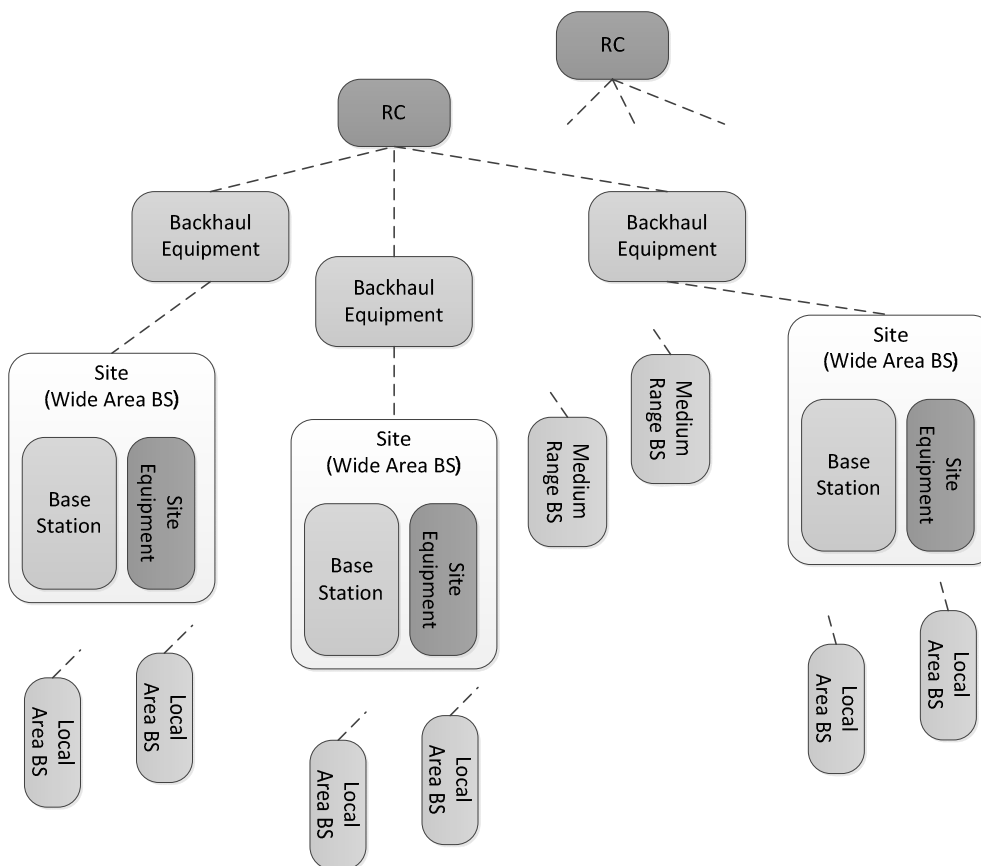 RC
RC
Backhaul
Equipment
Backhaul
Equipment
Backhaul
Equipment
Site
(Wide Area BS)
Base
Station
Site
Equipment
Site
(Wide Area BS)
Base
Station
Site
Equipment
Medium
Range BS
Medium
Range BS
Site
(Wide Area BS)
Base
Station
Site
Equipment
Local
Area BS
Local
Area BS
Local
Area BS
Local
Area BS
Local
Area BS
Local
Area BS